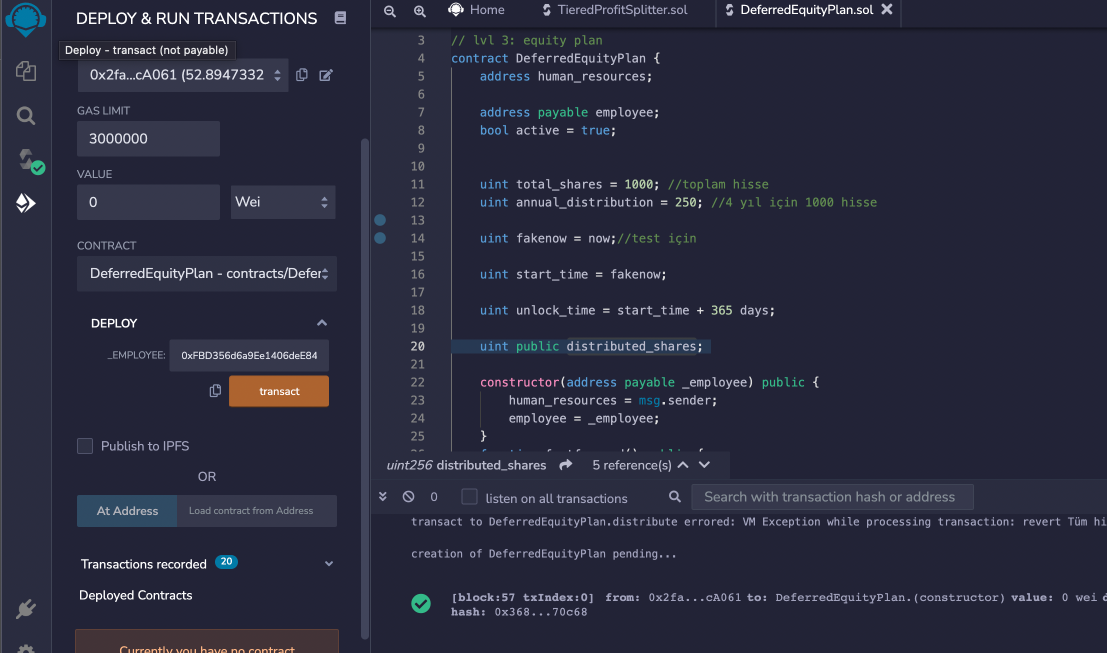 DEPLOY & RUN TRANSACTIONS
Deploy - transact (not payable)
0x2fa...cA061 (52.8947332
GAS LIMIT
3000000
VALUE
0
Wei
CONTRACT
DeferredEquityPlan - contracts/Defer
DEPLOY
_EMPLOYEE:
0xFBD356d6a9Ee1406deE84
transact
Publish to IPFS
OR
At Address
Load contract from Address
Transactions recorded 20
Deployed Contracts
Currently you have no contract
Home
TieredProfitSplitter.sol
DeferredEquityPlan.sol
3 // lvl 3: equity plan
4 contract DeferredEquityPlan {
5 address human_resources;
6
7 address payable employee;
8 bool active = true;
9
10
11 uint total_shares = 1000; //toplam hisse
12 uint annual_distribution = 250; //4 yıl için 1000 hisse
13
14 uint fakenow = now;//test için
15
16 uint start_time = fakenow;
17
18 uint unlock_time = start_time + 365 days;
19
20 uint public distributed_shares;
21
22 constructor(address payable _employee) public {
23 human_resources = msg.sender;
24 employee = _employee;
25 }
uint256 distributed_shares 5 reference(s)
0
listen on all transactions
Search with transaction hash or address
transact to DeferredEquityPlan.distribute errored: VM Exception while processing transaction: revert Tüm hi
creation of DeferredEquityPlan pending...
[block:57 txIndex:0] from: 0x2fa...cA061 to: DeferredEquityPlan.(constructor) value: 0 wei d
hash: 0x368...70c68